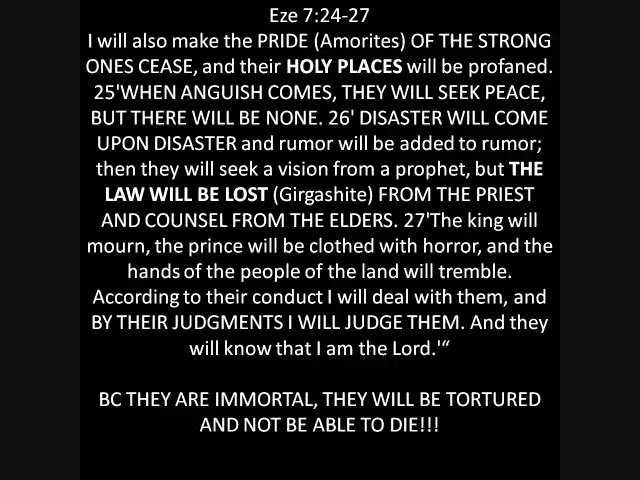 Eze 7:24-27
I will also make the PRIDE (Amorites) OF THE STRONG
ONES CEASE, and their HOLY PLACES will be profaned.
25'WHEN ANGUISH COMES, THEY WILL SEEK PEACE,
BUT THERE WILL BE NONE. 26' DISASTER WILL COME
UPON DISASTER and rumor will be added to rumor;
then they will seek a vision from a prophet, but THE
LAW WILL BE LOST (Girgashite) FROM THE PRIEST
AND COUNSEL FROM THE ELDERS. 27'The king will
mourn, the prince will be clothed with horror, and the
hands of the people of the land will tremble.
According to their conduct I will deal with them, and
BY THEIR JUDGMENTS I WILL JUDGE THEM. And they
will know that I am the Lord.'“
BC THEY ARE IMMORTAL, THEY WILL BE TORTURED
AND NOT BE ABLE TO DIE!!!